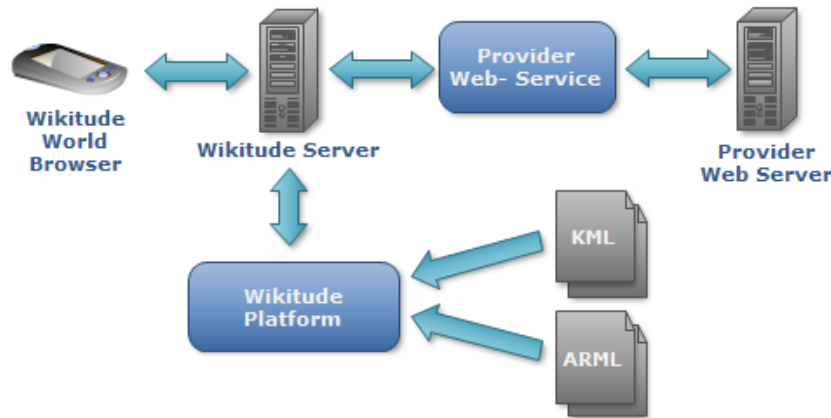 Provider
Web- Service
Wikitude
World
Browser
Wikitude Server
Provider
Web Server
KML
Wikitude
Platform
ARML